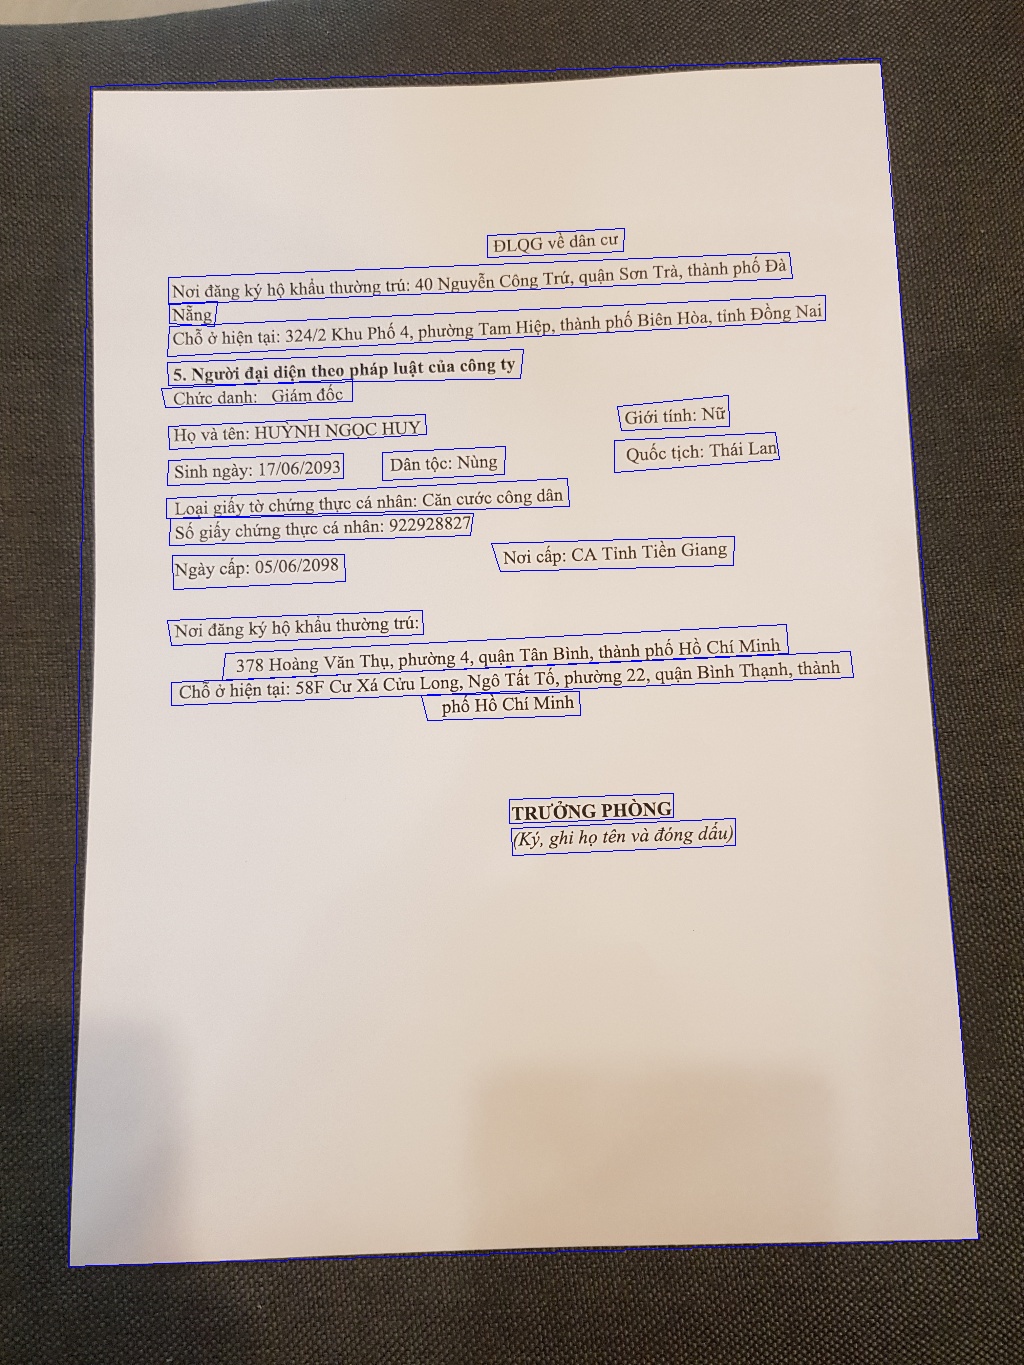 ĐLQG về dân cư
Nơi đăng ký hộ khẩu thường trú: 40 Nguyễn Công Trứ, quận Sơn Trà, thành phố Đà
Nẵng
Chỗ ở hiện tại: 324/2 Khu Phố 4, phường Tam Hiệp, thành phố Biên Hòa, tỉnh Đồng Nai
5. Người đại diện theo pháp luật của công ty
Chức danh: Giám đốc
Họ và tên: HUỲNH NGỌC HUY Giới tính: Nữ
Sinh ngày: 17/06/2093 Dân tộc: Nùng Quốc tịch: Thái Lan
Loại giấy tờ chứng thực cá nhân: Căn cước công dân
Số giấy chứng thực cá nhân: 922928827
Ngày cấp: 05/06/2098 Nơi cấp: CA Tỉnh Tiền Giang
Nơi đăng ký hộ khẩu thường trú:
378 Hoàng Văn Thụ, phường 4, quận Tân Bình, thành phố Hồ Chí Minh
Chỗ ở hiện tại: 58F Cư Xá Cửu Long, Ngô Tất Tố, phường 22, quận Bình Thạnh, thành
phố Hồ Chí Minh
TRƯỞNG PHÒNG
(Ký, ghi họ tên và đóng dấu)